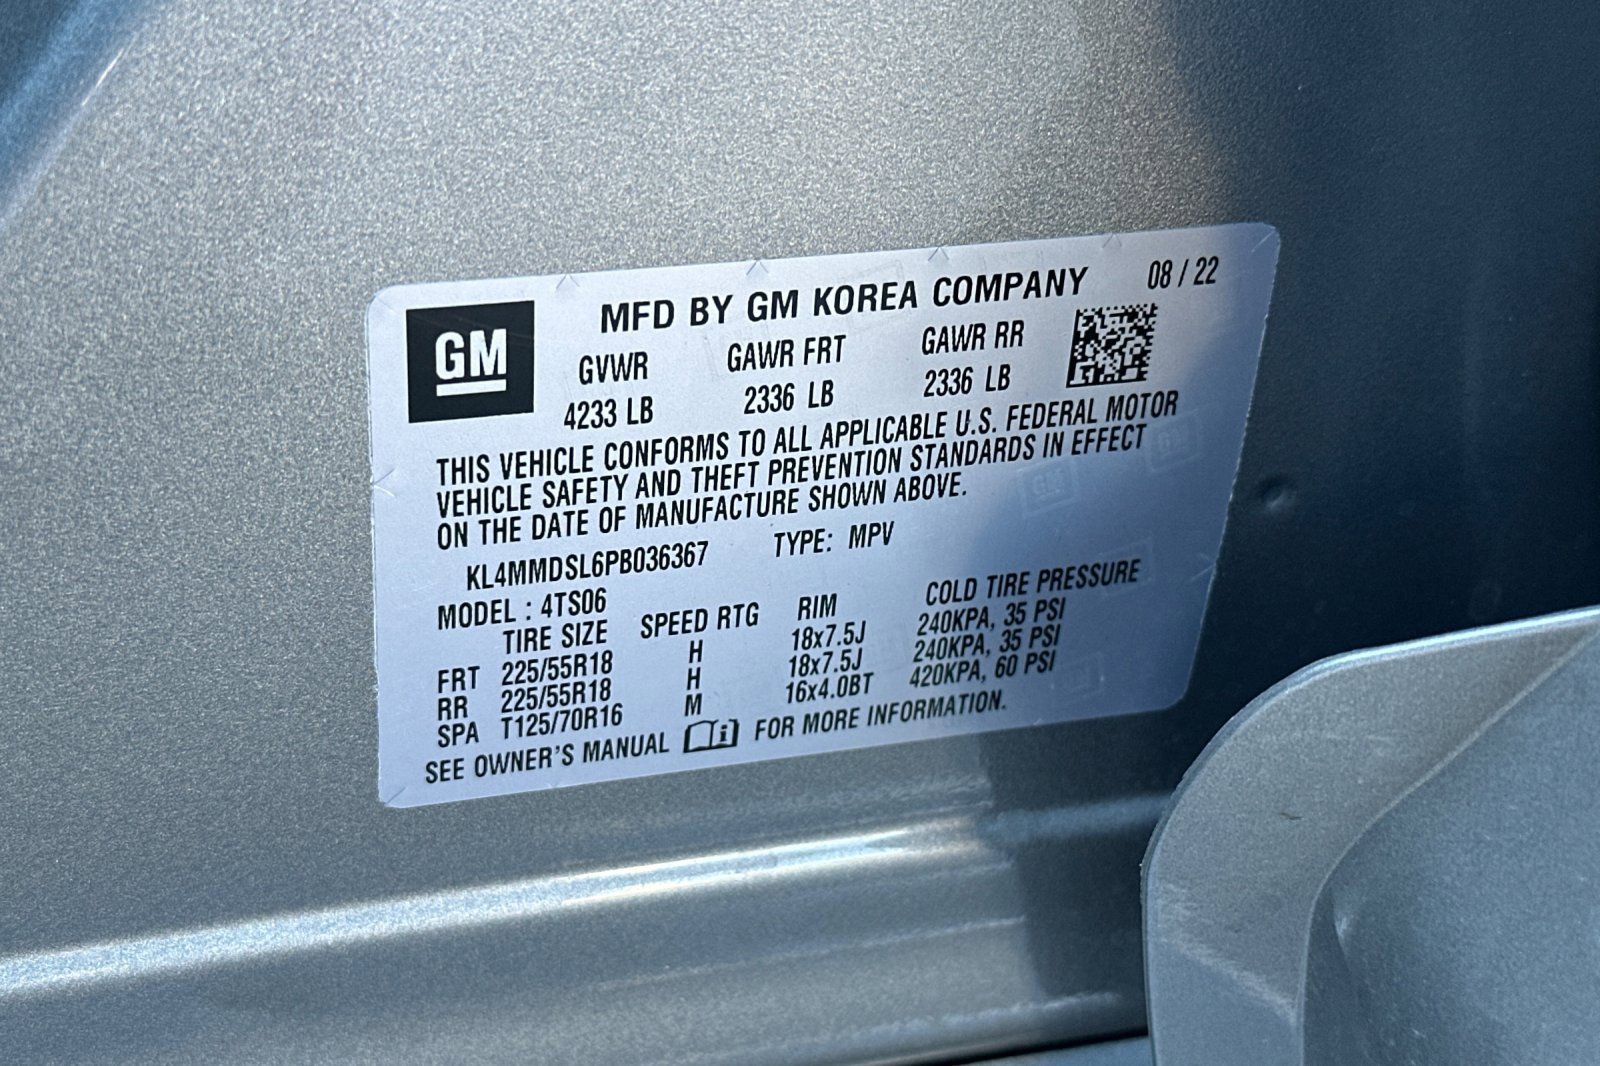 MFD BY GM KOREA COMPANY 08 / 22
GM
GVWR GAWR FRT GAWR RR
4233 LB 2336 LB 2336 LB
THIS VEHICLE CONFORMS TO ALL APPLICABLE U.S. FEDERAL MOTOR
VEHICLE SAFETY AND THEFT PREVENTION STANDARDS IN EFFECT
ON THE DATE OF MANUFACTURE SHOWN ABOVE.
KL4MMDSL6PB036367 TYPE: MPV
MODEL : 4TS06
TIRE SIZE SPEED RTG RIM COLD TIRE PRESSURE
FRT 225/55R18 H 18x7.5J 240KPA, 35 PSI
RR 225/55R18 H 18x7.5J 240KPA, 35 PSI
SPA T125/70R16 M 16x4.0BT 420KPA, 60 PSI
SEE OWNER'S MANUAL i FOR MORE INFORMATION.